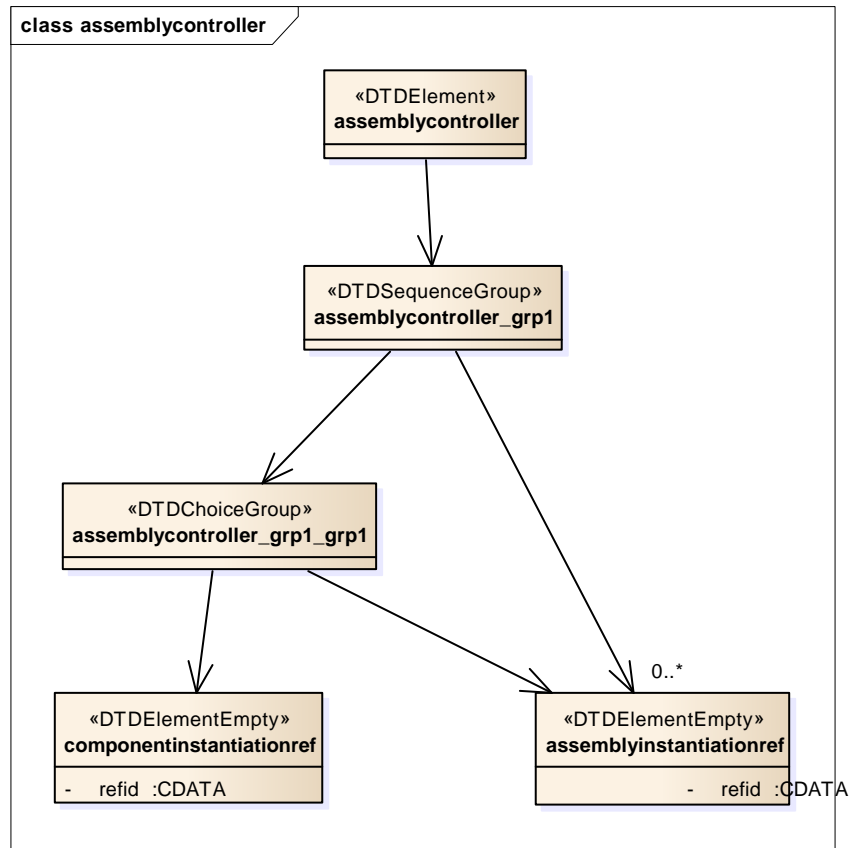 class assemblycontroller
«DTDElement»
assemblycontroller
«DTDSequenceGroup»
assemblycontroller_grp1
«DTDChoiceGroup»
assemblycontroller_grp1_grp1
0..*
«DTDElementEmpty»
componentinstantiationref
- refid :CDATA
«DTDElementEmpty»
assemblyinstantiationref
- refid :CDATA